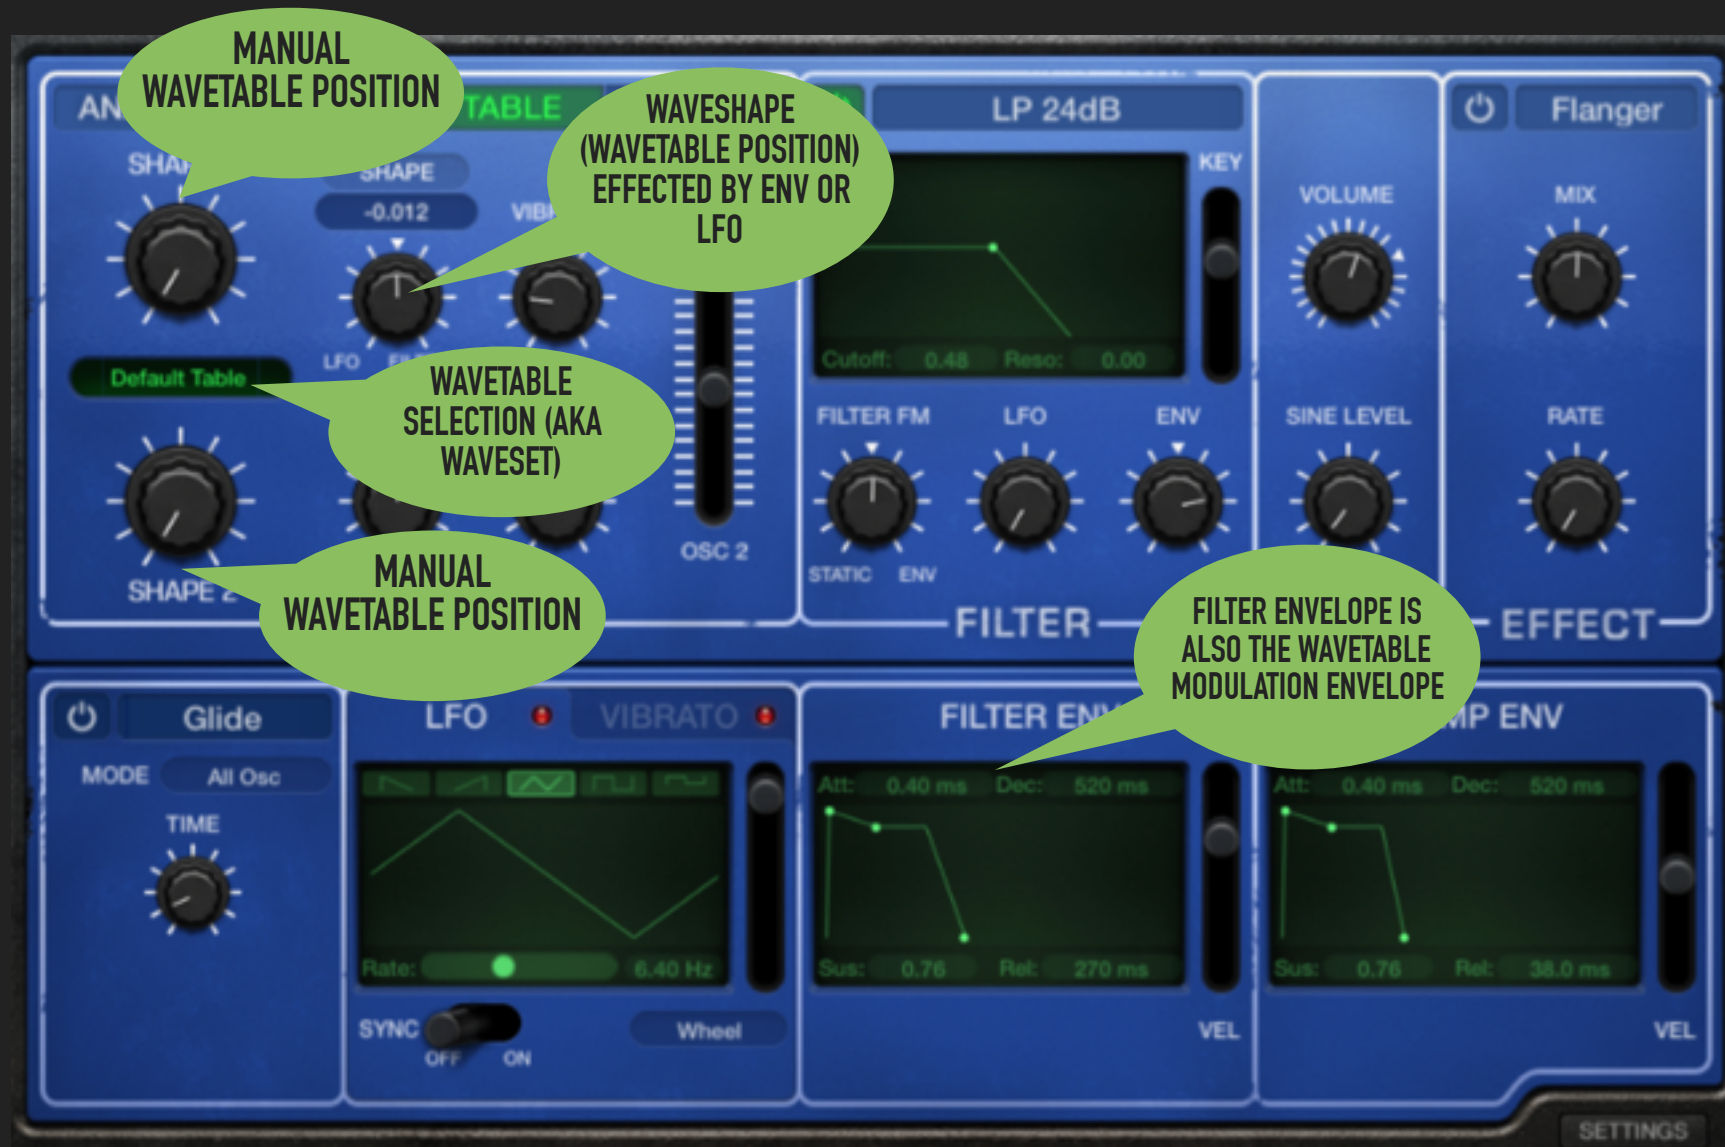 MANUAL
WAVETABLE POSITION
WAVESHAPE
(WAVETABLE POSITION)
EFFECTED BY ENV OR
LFO
TABLE
LP 24dB
Flanger
SHAPE
-0.012
KEY
VOLUME
MIX
LFO
Default Table
WAVETABLE
SELECTION (AKA
WAVESET)
Cutoff: 0.48 Reso: 0.00
FILTER FM
LFO
ENV
SINE LEVEL
RATE
OSC 2
STATIC ENV
SHAPE 2
MANUAL
WAVETABLE POSITION
FILTER
EFFECT
FILTER ENVELOPE IS
ALSO THE WAVETABLE
MODULATION ENVELOPE
Glide
MODE All Osc
TIME
LFO
VIBRATO
Rate: 6.40 Hz
SYNC
OFF ON
Wheel
FILTER ENV
Att: 0.40 ms Dec: 520 ms
Sus: 0.76 Rel: 270 ms
VEL
ENV
Att: 0.40 ms Dec: 520 ms
Sus: 0.76 Rel: 38.0 ms
VEL
SETTINGS